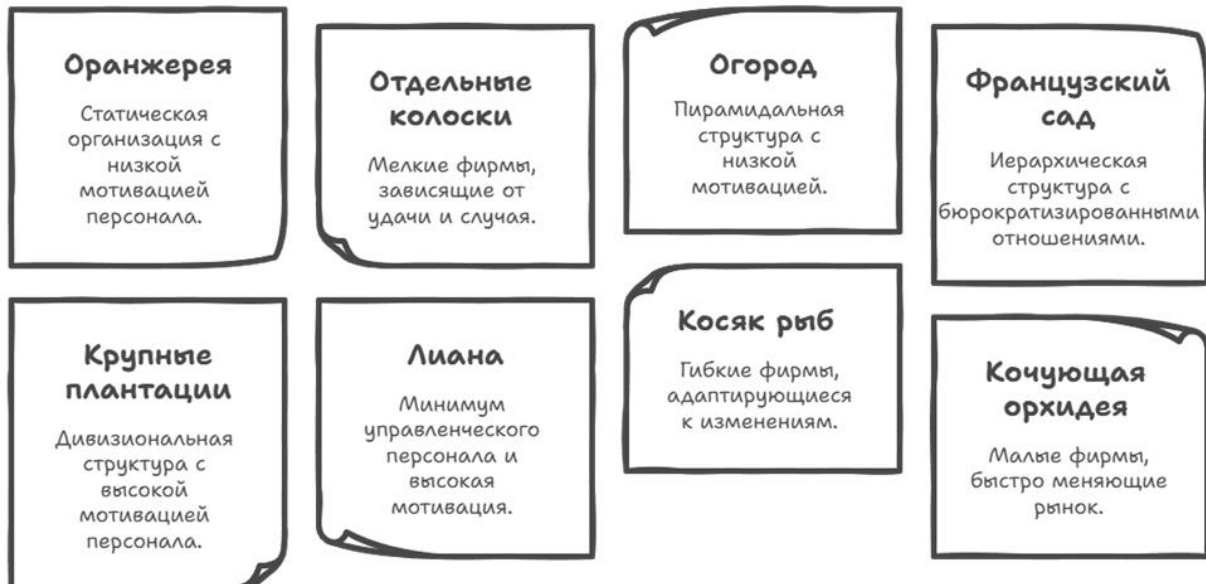 Оранжерея
Статическая
организация с
низкой
мотивацией
персонала.
Отдельные
колоски
Мелкие фирмы,
зависящие от
удачи и случая.
Огород
Пирамидальная
структура с
низкой
мотивацией.
Французский
сад
Иерархическая
структура с
бюрократизированными
отношениями.
Крупные
плантации
Дивизиональная
структура с
высокой
мотивацией
персонала.
Лиана
Минимум
управленческого
персонала и
высокая
мотивация.
Косяк рыб
Гибкие фирмы,
адаптирующиеся
к изменениям.
Кочующая
орхидея
Малые фирмы,
быстро меняющие
рынок.